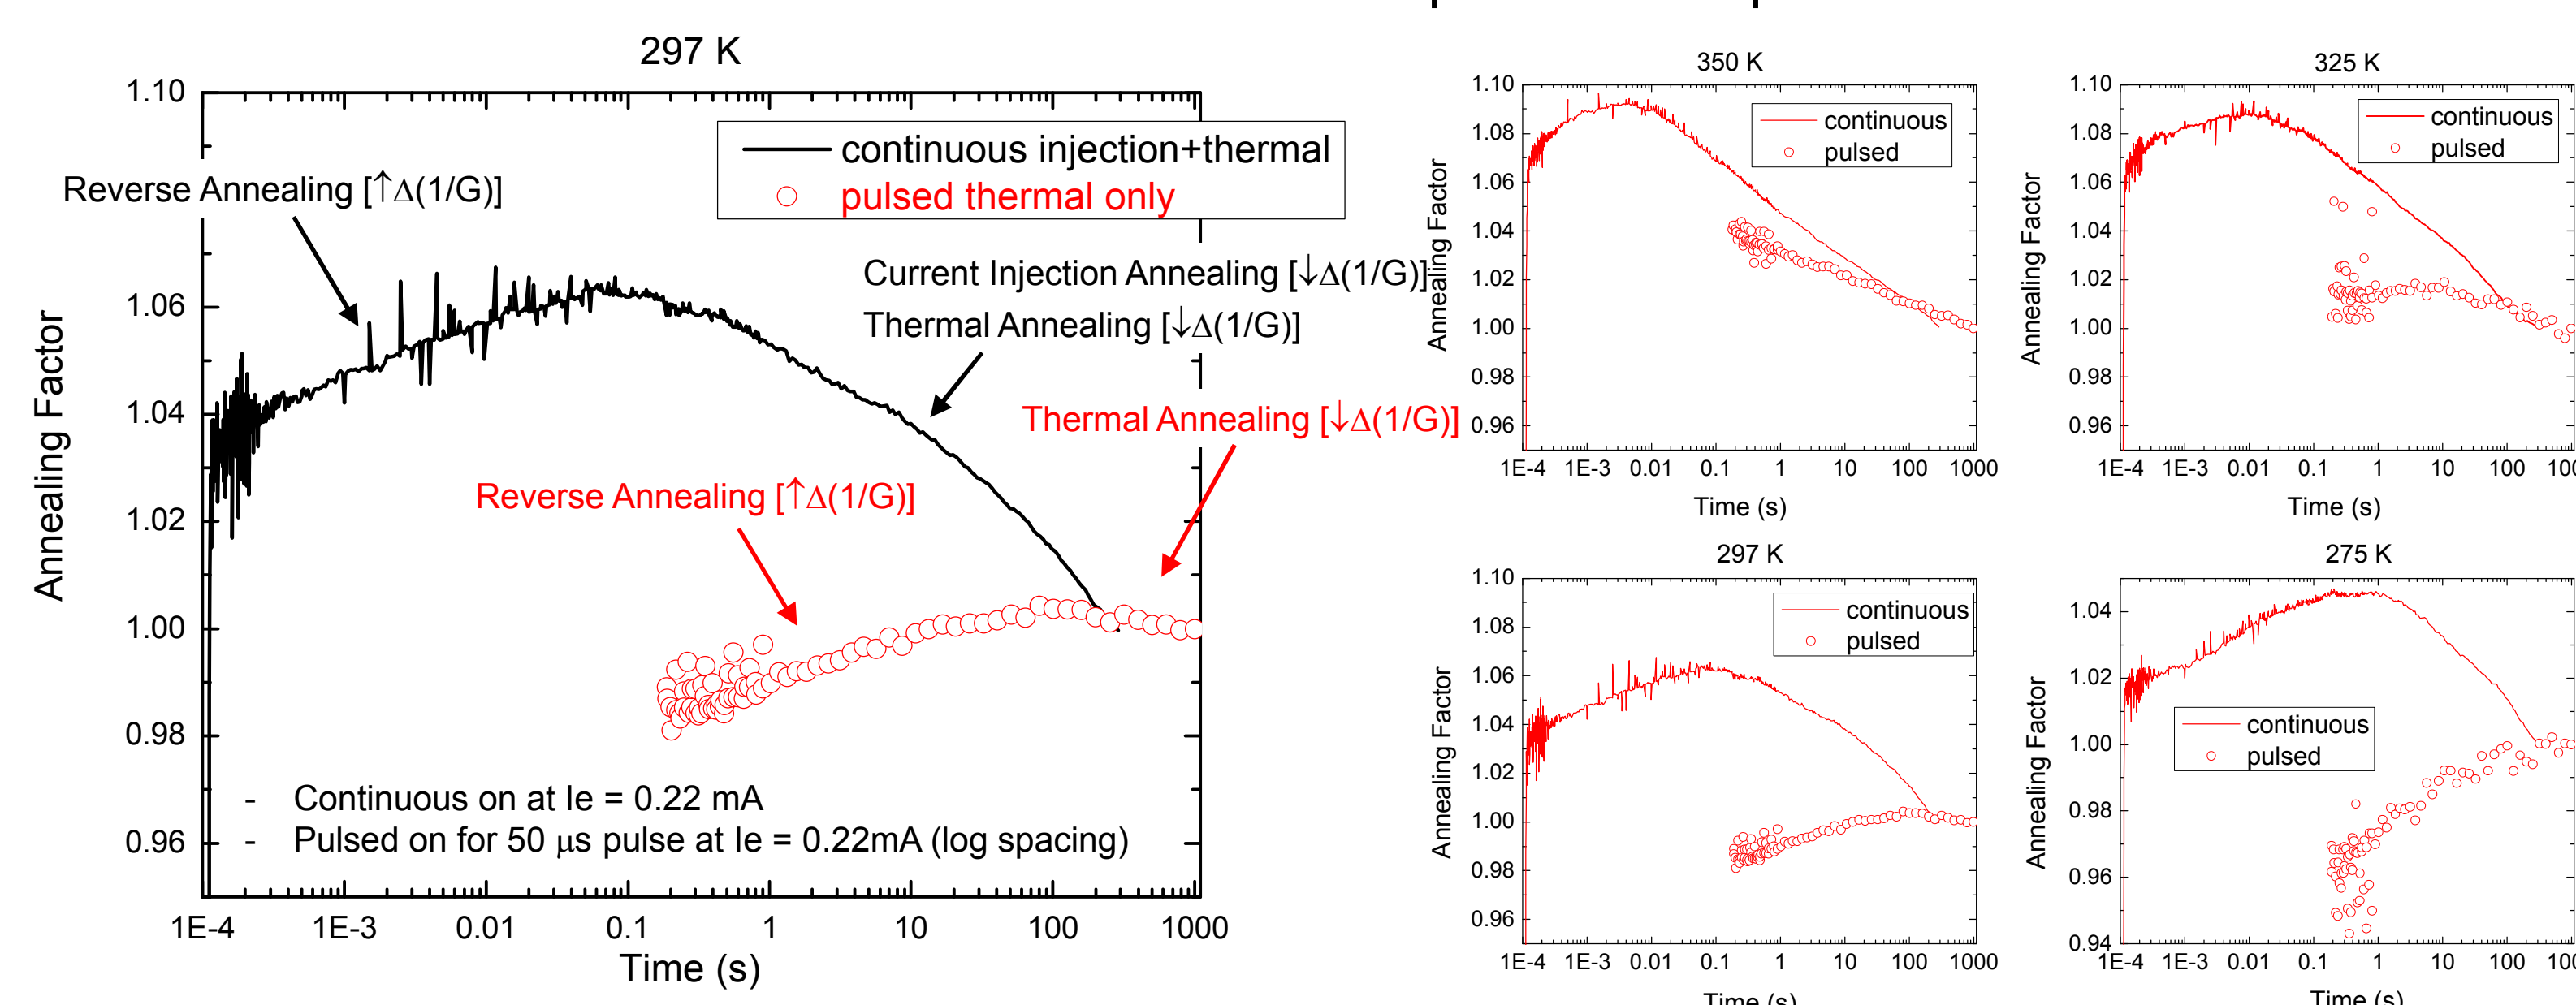 297 K
1.10
1.06
1.04
1.02
1.00
0.98
0.96
Annealing Factor
continuous injection+thermal
pulsed thermal only
Reverse Annealing [↑Δ(1/G)]
Current Injection Annealing [↓Δ(1/G)]
Thermal Annealing [↓Δ(1/G)]
Thermal Annealing [↓Δ(1/G)]
Reverse Annealing [↑Δ(1/G)]
- Continuous on at Ie = 0.22 mA
- Pulsed on for 50 μs pulse at Ie = 0.22mA (log spacing)
1E-4 1E-3 0.01 0.1 1 10 100 1000
Time (s)
350 K
1.10
1.08
1.06
1.04
1.02
1.00
0.98
0.96
Annealing Factor
continuous
pulsed
1E-4 1E-3 0.01 0.1 1 10 100 1000
Time (s)
325 K
1.10
1.08
1.06
1.04
1.02
1.00
0.98
0.96
Annealing Factor
continuous
pulsed
1E-4 1E-3 0.01 0.1 1 10 100
Time (s)
297 K
1.10
1.08
1.06
1.04
1.02
1.00
0.98
0.96
Annealing Factor
continuous
pulsed
1E-4 1E-3 0.01 0.1 1 10 100 1000
Time (s)
275 K
1.04
1.02
1.00
0.98
0.96
0.94
Annealing Factor
continuous
pulsed
1E-4 1E-3 0.01 0.1 1 10 100
Time (s)